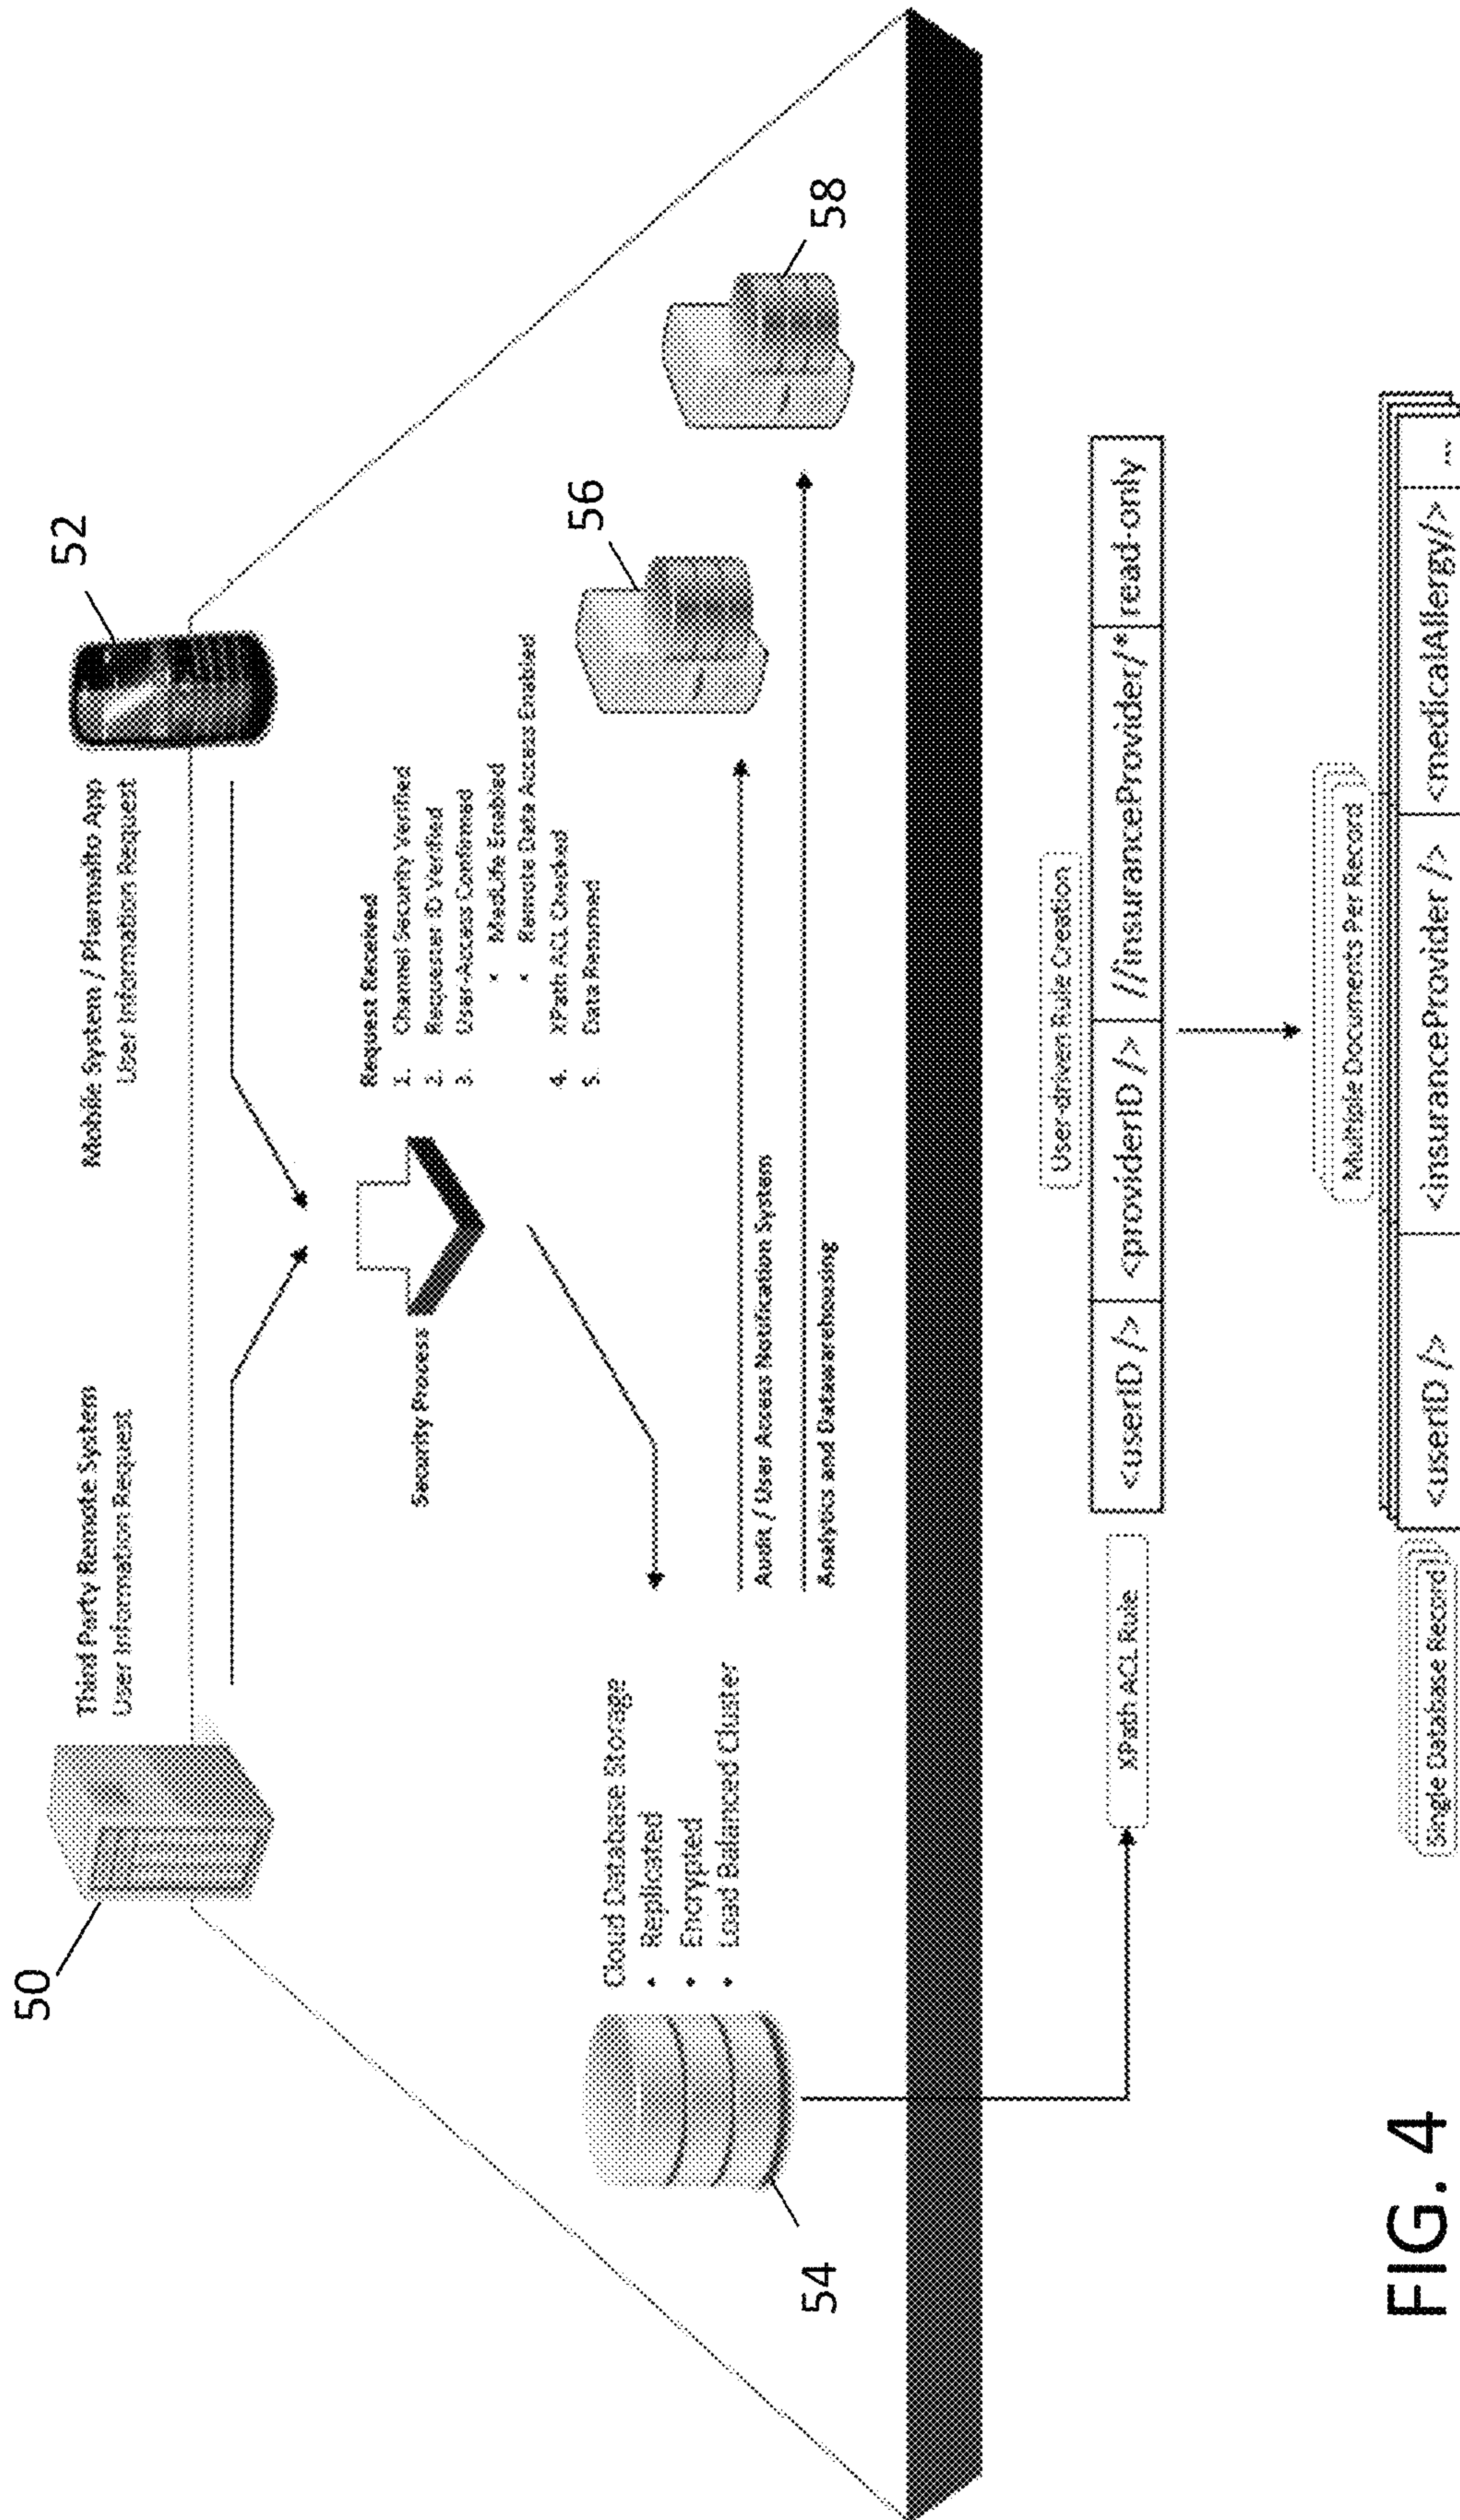 50
Third Party Remote System
User Information Request
Mobile System / Pharmalto App
User Information Request
52
Security Process
Request Received
1. Channel Security Verified
2. Requester ID Verified
3. User-Access Confirmed
• MedLife Enabled
• Remote Data Access Enabled
4. XPath ACL Checked
5. Data Returned
Cloud Database Storage
• Replicated
• Encrypted
• Load Balanced Cluster
54
Audit / User Access Notification System
56
Analytics and Datawarehousing
58
User-driven Rule Creation
XPath ACL Rule
<userID /> <providerID /> //insuranceProvider/* read-only
Multiple Documents Per Record
Single Database Record
<userID /> <insuranceProvider /> <medicalAllergy/> ...
FIG. 4